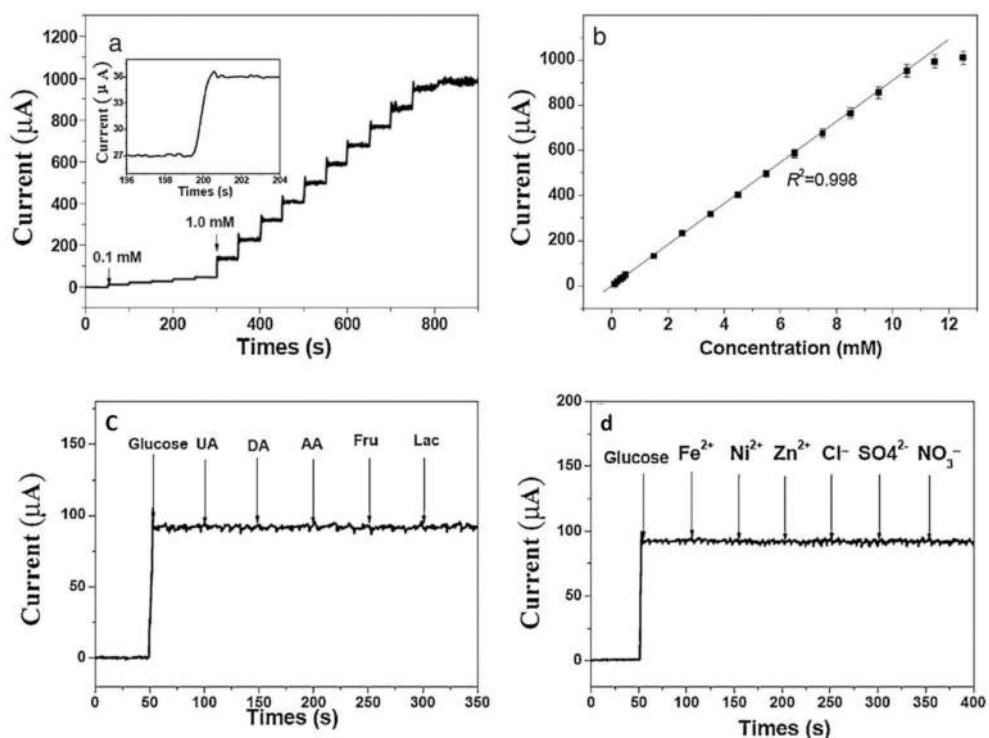 a
1200
1000
800
600
400
200
0
Current (μA)
0 200 400 600 800
Times (s)
0.1 mM
1.0 mM
36
33
30
27
Current (μA)
196 198 200 202 204
Times (s)
b
1200
1000
800
600
400
200
0
Current (μA)
R²=0.998
0 2 4 6 8 10 12
Concentration (mM)
c
150
100
50
0
Current (μA)
Glucose UA DA AA Fru Lac
0 50 100 150 200 250 300 350
Times (s)
d
200
150
100
50
0
Current (μA)
Glucose Fe²⁺ Ni²⁺ Zn²⁺ Cl⁻ SO4²⁻ NO₃⁻
0 50 100 150 200 250 300 350 400
Times (s)